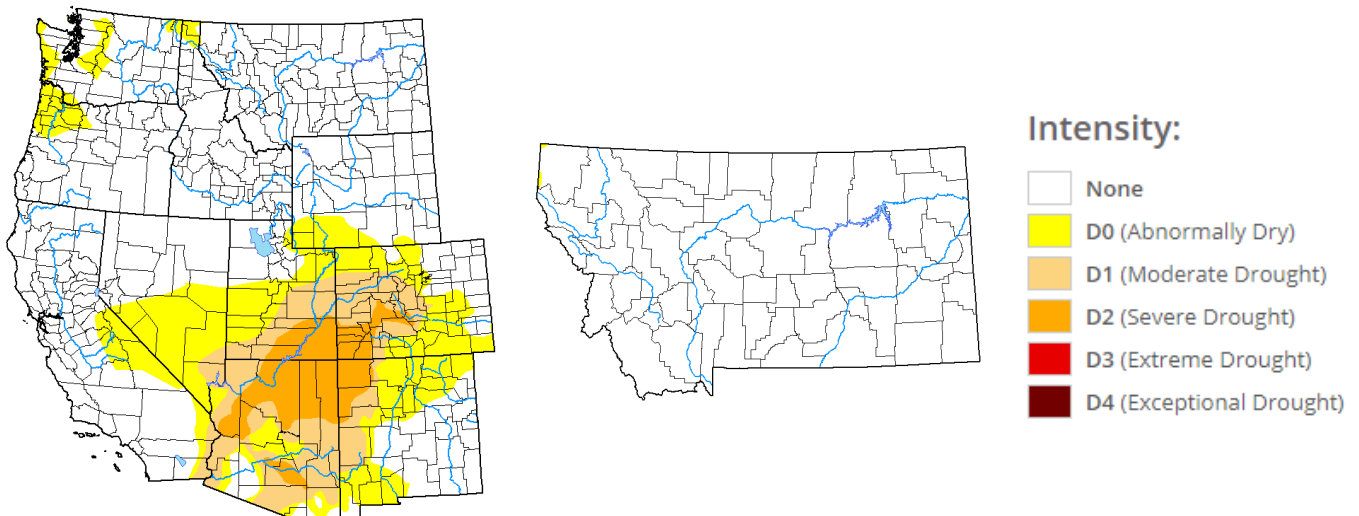 Intensity:
None
D0 (Abnormally Dry)
D1 (Moderate Drought)
D2 (Severe Drought)
D3 (Extreme Drought)
D4 (Exceptional Drought)